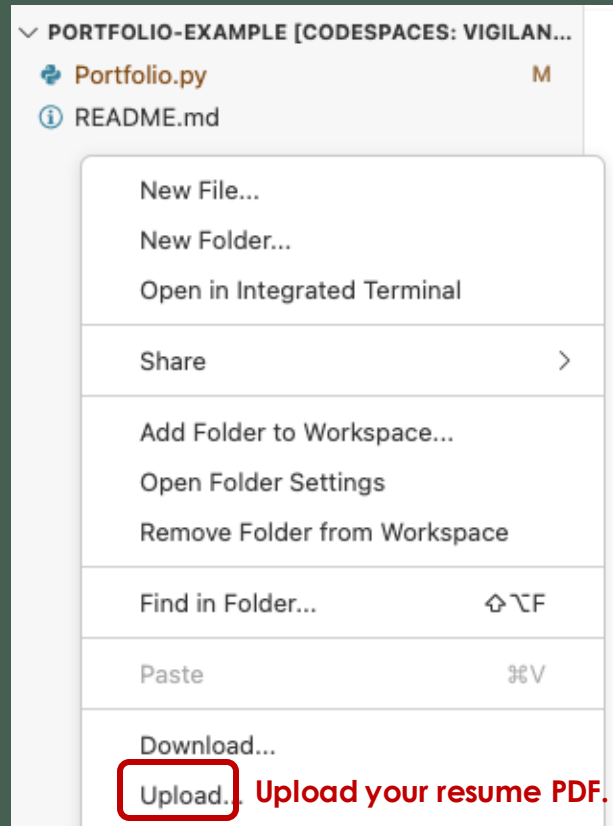 PORTFOLIO-EXAMPLE [CODESPACES: VIGILAN...
Portfolio.py M
README.md
New File...
New Folder...
Open in Integrated Terminal
Share
Add Folder to Workspace...
Open Folder Settings
Remove Folder from Workspace
Find in Folder... ⇧⌥F
Paste ⌘V
Download...
Upload... Upload your resume PDF.